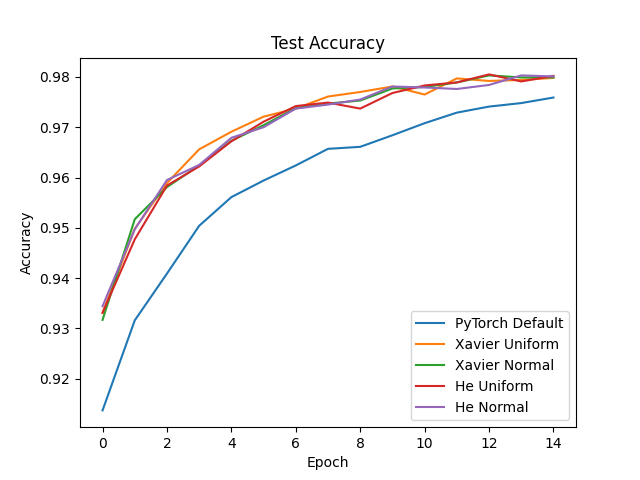 Test Accuracy
Accuracy
0.98
0.97
0.96
0.95
0.94
0.93
0.92
PyTorch Default
Xavier Uniform
Xavier Normal
He Uniform
He Normal
0 2 4 6 8 10 12 14
Epoch